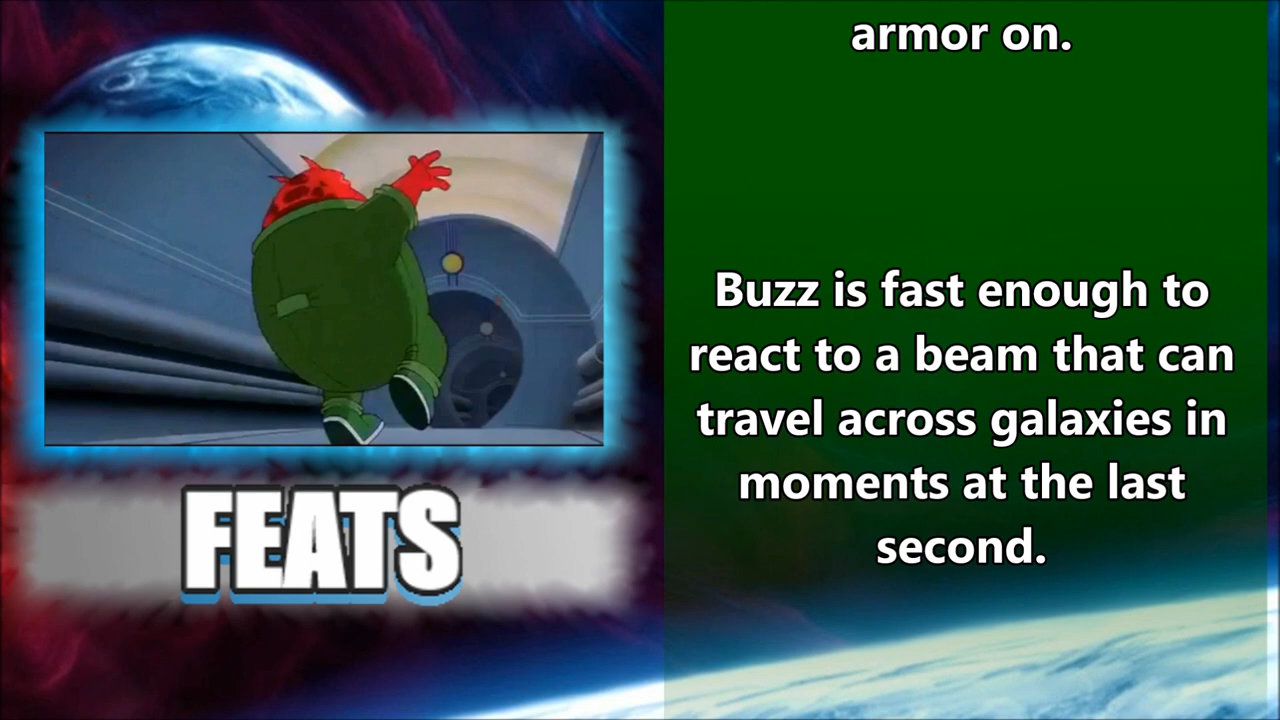 FEATS
armor on.
Buzz is fast enough to
react to a beam that can
travel across galaxies in
moments at the last
second.